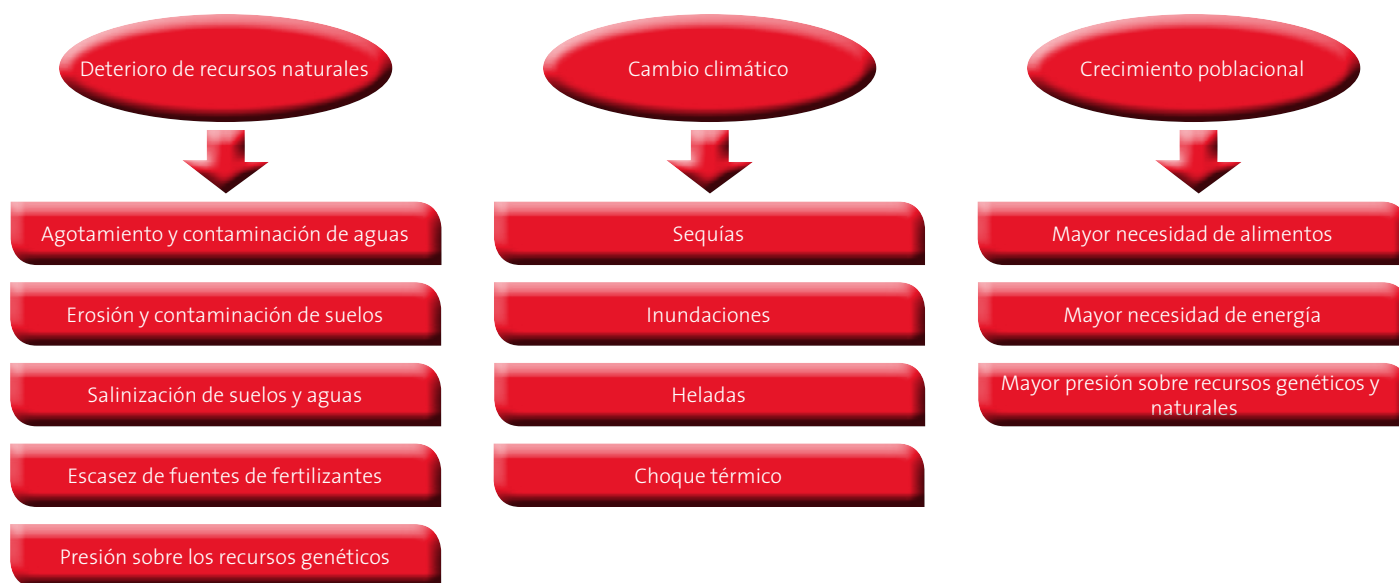 Deterioro de recursos naturales
Agotamiento y contaminación de aguas
Erosión y contaminación de suelos
Salinización de suelos y aguas
Escasez de fuentes de fertilizantes
Presión sobre los recursos genéticos
Cambio climático
Sequías
Inundaciones
Heladas
Choque térmico
Crecimiento poblacional
Mayor necesidad de alimentos
Mayor necesidad de energía
Mayor presión sobre recursos genéticos y
naturales